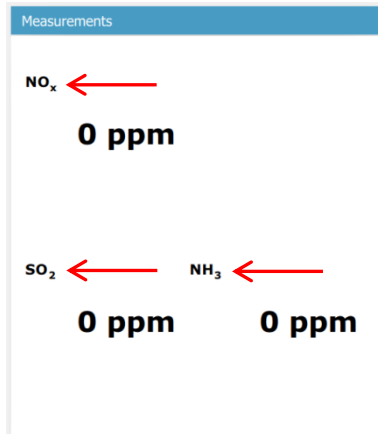 Measurements
NOₓ
0 ppm
SO₂ NH₃
0 ppm 0 ppm